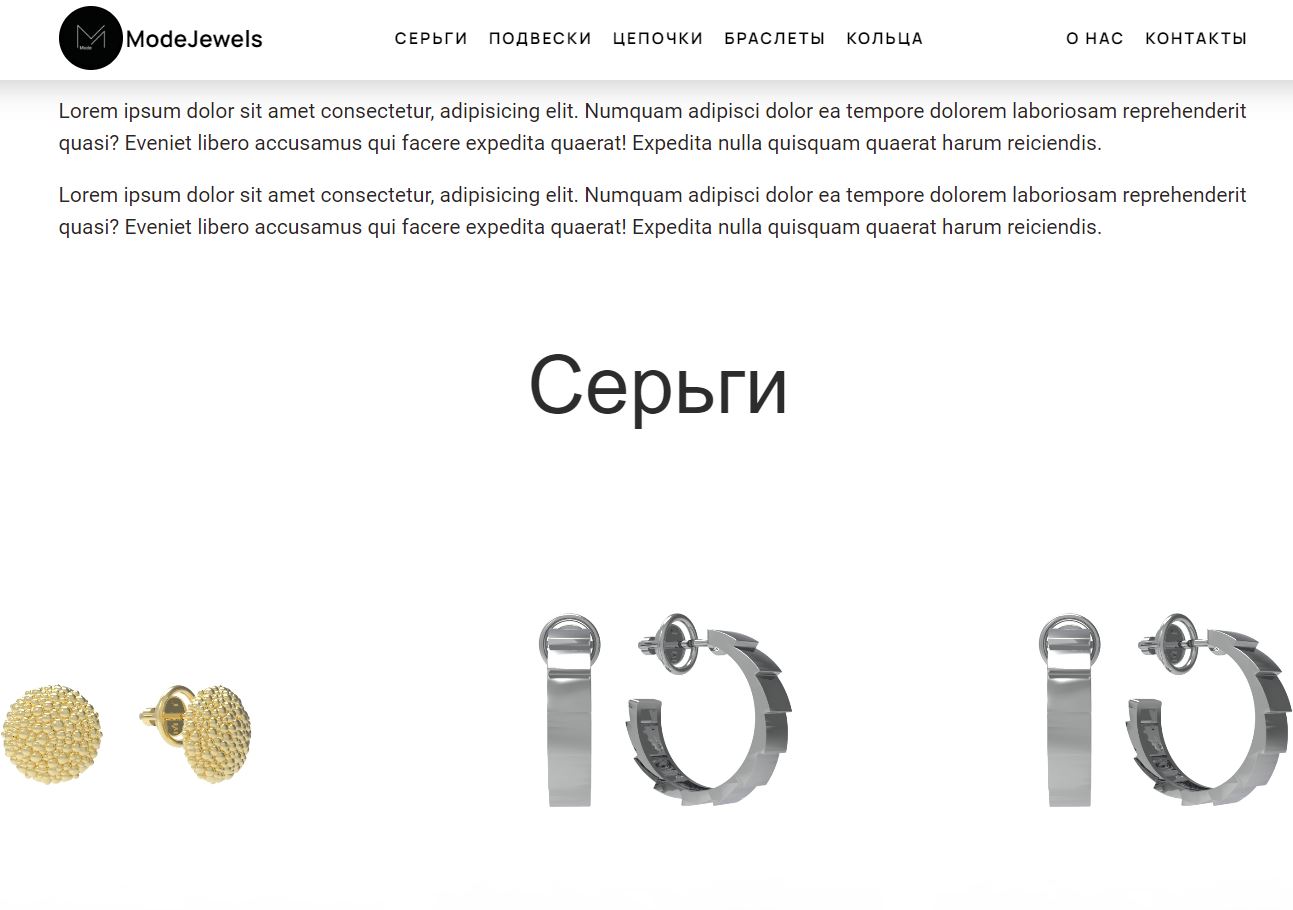 Mode
ModeJewels
СЕРЬГИ ПОДВЕСКИ ЦЕПОЧКИ БРАСЛЕТЫ КОЛЬЦА
О НАС КОНТАКТЫ
Lorem ipsum dolor sit amet consectetur, adipisicing elit. Numquam adipisci dolor ea tempore dolorem laboriosam reprehenderit
quasi? Eveniet libero accusamus qui facere expedita quaerat! Expedita nulla quisquam quaerat harum reiciendis.
Lorem ipsum dolor sit amet consectetur, adipisicing elit. Numquam adipisci dolor ea tempore dolorem laboriosam reprehenderit
quasi? Eveniet libero accusamus qui facere expedita quaerat! Expedita nulla quisquam quaerat harum reiciendis.
Серьги